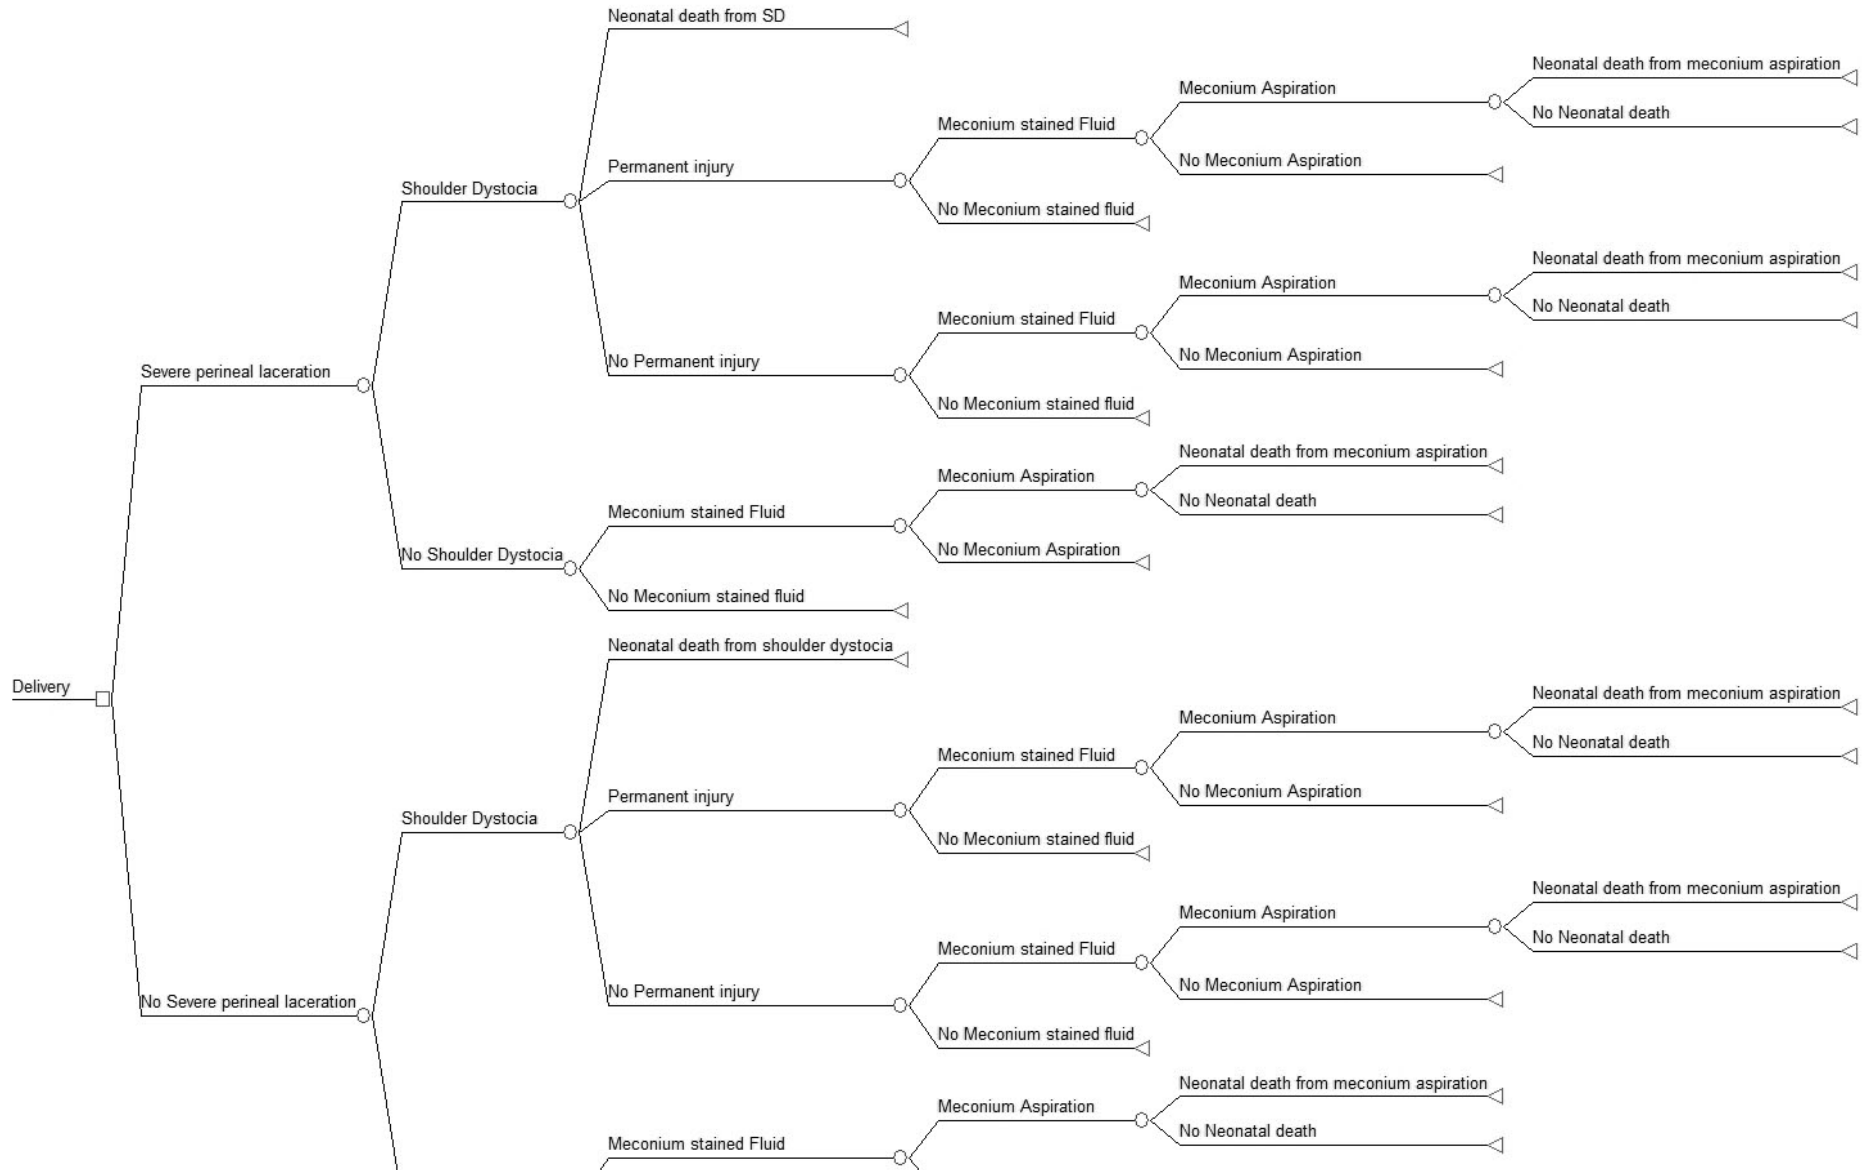 Neonatal death from SD
Neonatal death from meconium aspiration
Meconium Aspiration
No Neonatal death
Meconium stained Fluid
No Meconium Aspiration
Permanent injury
Shoulder Dystocia
No Meconium stained fluid
Neonatal death from meconium aspiration
Meconium Aspiration
No Neonatal death
Meconium stained Fluid
No Meconium Aspiration
No Permanent injury
Severe perineal laceration
No Meconium stained fluid
Neonatal death from meconium aspiration
Meconium Aspiration
No Neonatal death
Meconium stained Fluid
No Meconium Aspiration
No Shoulder Dystocia
No Meconium stained fluid
Neonatal death from shoulder dystocia
Delivery
Neonatal death from meconium aspiration
Meconium Aspiration
No Neonatal death
Meconium stained Fluid
No Meconium Aspiration
Permanent injury
Shoulder Dystocia
No Meconium stained fluid
Neonatal death from meconium aspiration
Meconium Aspiration
No Neonatal death
Meconium stained Fluid
No Meconium Aspiration
No Permanent injury
No Severe perineal laceration
No Meconium stained fluid
Neonatal death from meconium aspiration
Meconium Aspiration
No Neonatal death
Meconium stained Fluid